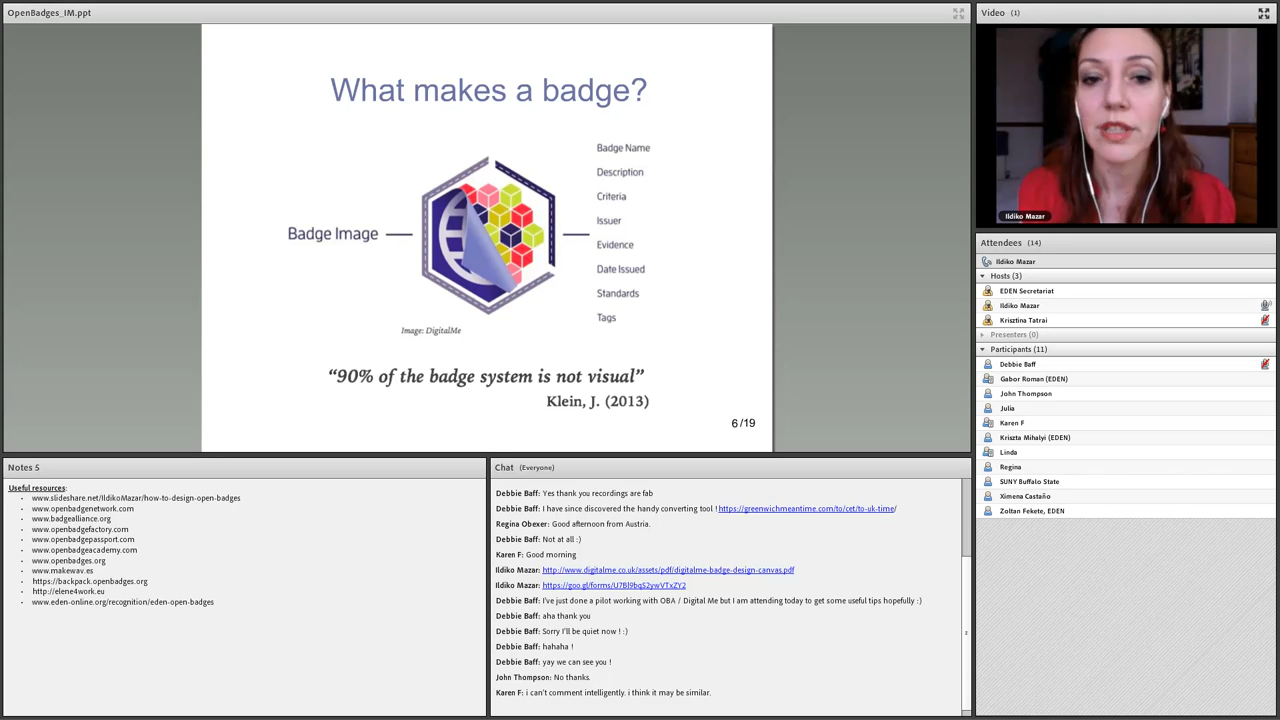 OpenBadges_IM.ppt
What makes a badge?
Badge Image
Badge Name
Description
Criteria
Issuer
Evidence
Date Issued
Standards
Tags
Image: DigitalMe
“90% of the badge system is not visual”
Klein, J. (2013)
6/19
Video (1)
Ildiko Mazar
Attendees (14)
Ildiko Mazar
Hosts (3)
EDEN Secretariat
Ildiko Mazar
Krisztina Tatrai
Presenters (0)
Participants (11)
Debbie Baff
Gabor Roman (EDEN)
John Thompson
Julia
Karen F
Kriszta Mihalyi (EDEN)
Linda
Regina
SUNY Buffalo State
Ximena Castaño
Zoltan Fekete, EDEN
Notes 5
Useful resources:
www.slideshare.net/IldikoMazar/how-to-design-open-badges
www.openbadgenetwork.com
www.badgealliance.org
www.openbadgefactory.com
www.openbadgepassport.com
www.openbadgeacademy.com
www.openbadges.org
www.makewav.es
https://backpack.openbadges.org
http://elene4work.eu
www.eden-online.org/recognition/eden-open-badges
Chat (Everyone)
Debbie Baff: Yes thank you recordings are fab
Debbie Baff: I have since discovered the handy converting tool ! https://greenwichmeantime.com/to/cet/to-uk-time/
Regina Obexer: Good afternoon from Austria.
Debbie Baff: Not at all :)
Karen F: Good morning
Ildiko Mazar: http://www.digitalme.co.uk/assets/pdf/digitalme-badge-design-canvas.pdf
Ildiko Mazar: https://goo.gl/forms/U7Bl9bqS2ywVTxZY2
Debbie Baff: I've just done a pilot working with OBA / Digital Me but I am attending today to get some useful tips hopefully :)
Debbie Baff: aha thank you
Debbie Baff: Sorry I'll be quiet now ! :)
Debbie Baff: hahaha !
Debbie Baff: yay we can see you !
John Thompson: No thanks.
Karen F: i can't comment intelligently. i think it may be similar.